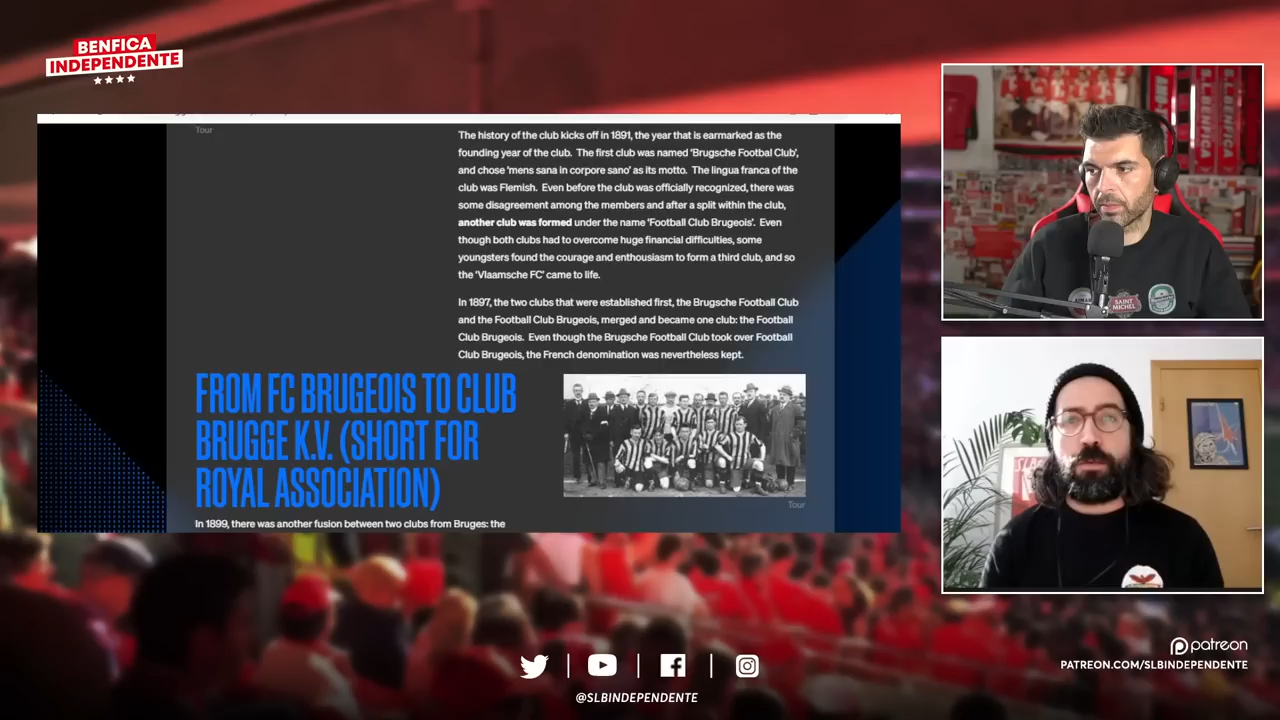 BENFICA
INDEPENDENTE
Tour
The history of the club kicks off in 1891, the year that is earmarked as the
founding year of the club. The first club was named ‘Brugsche Footbal Club’,
and chose ‘mens sana in corpore sano’ as its motto. The lingua franca of the
club was Flemish. Even before the club was officially recognized, there was
some disagreement among the members and after a split within the club,
another club was formed under the name ‘Football Club Brugeois’. Even
though both clubs had to overcome huge financial difficulties, some
youngsters found the courage and enthusiasm to form a third club, and so
the ‘Vlaamsche FC’ came to life.
In 1897, the two clubs that were established first, the Brugsche Football Club
and the Football Club Brugeois, merged and became one club: the Football
Club Brugeois. Even though the Brugsche Football Club took over Football
Club Brugeois, the French denomination was nevertheless kept.
FROM FC BRUGEOIS TO CLUB
BRUGGE K.V. (SHORT FOR
ROYAL ASSOCIATION)
Tour
In 1899, there was another fusion between two clubs from Bruges: the
SLBENFICA
SAINT
MICHEL
patreon
PATREON.COM/SLBINDEPENDENTE
@SLBINDEPENDENTE